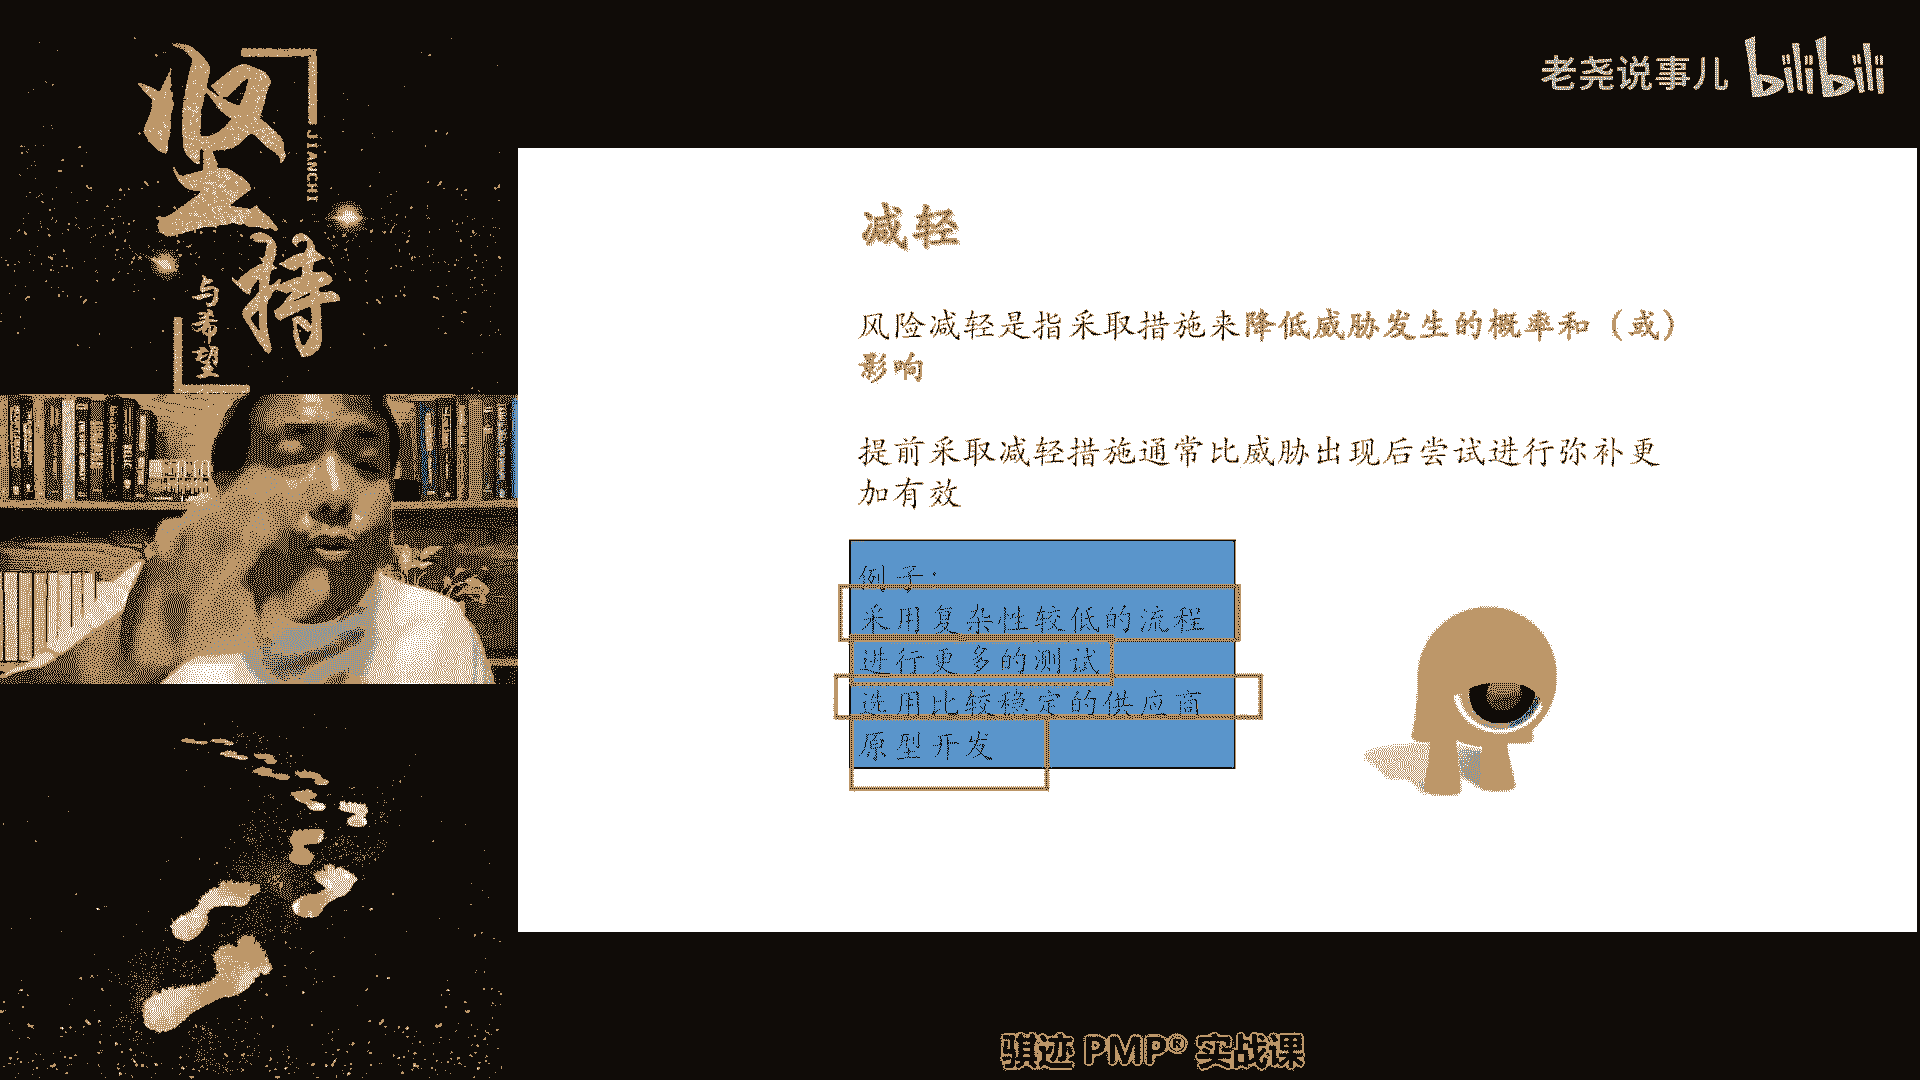 坚持
JIANCHI
与希望
老尧说事儿 bilibili
减轻
风险减轻是指采取措施来降低威胁发生的概率和（或）
影响
提前采取减轻措施通常比威胁出现后尝试进行弥补更
加有效
例子：
采用复杂性较低的流程
进行更多的测试
选用比较稳定的供应商
原型开发
骐迹 PMP® 实战课